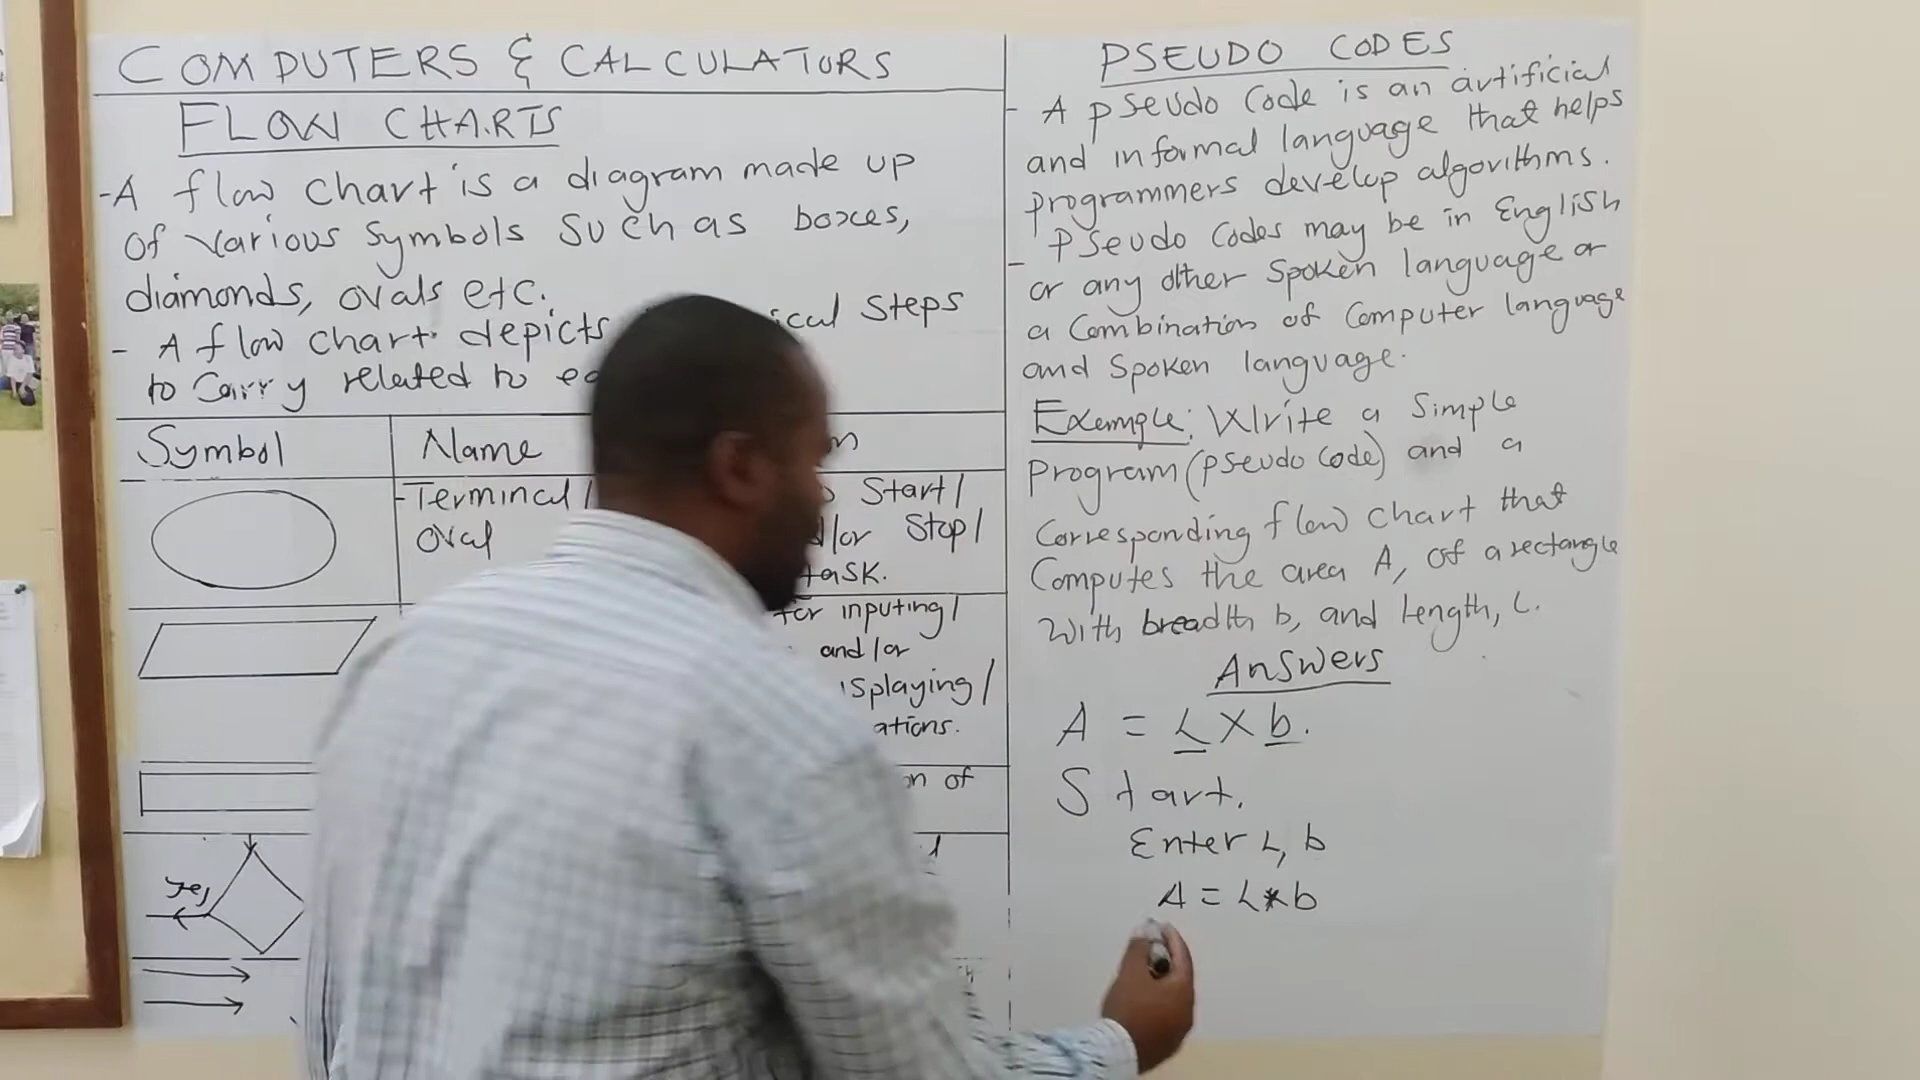 COMPUTERS & CALCULATORS
FLOW CHARTS
-A flow chart is a diagram made up
of various symbols such as boxes,
diamonds, ovals etc.
- A flow chart depicts steps
to carry related to
Symbol Name
-Terminal/ Start/
Oval /or Stop/
task.
for inputing/
and/or
/
of
Yes
PSEUDO CODES
- A pseudo code is an artificial
and informal language that helps
programmers develop algorithms.
- Pseudo codes may be in English
or any other spoken language or
a combination of computer language
and spoken language.
Example: Write a simple
program (pseudo code) and a
corresponding flow chart that
computes the area A, of a rectangle
with breadth b, and length, L.
Answers
A = L × b.
Start.
Enter L, b
A = L*b